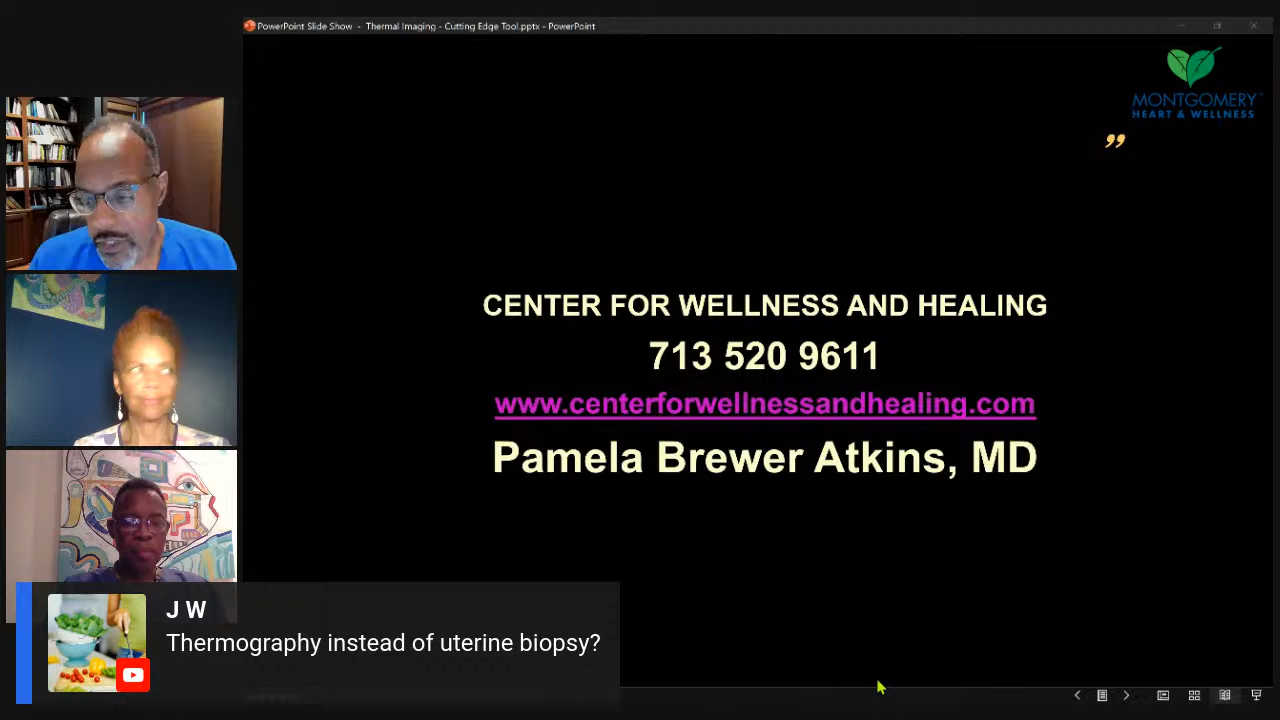 PowerPoint Slide Show - Thermal Imaging - Cutting Edge Tool.pptx - PowerPoint
MONTGOMERY™
HEART & WELLNESS
”
CENTER FOR WELLNESS AND HEALING
713 520 9611
www.centerforwellnessandhealing.com
Pamela Brewer Atkins, MD
J W
Thermography instead of uterine biopsy?